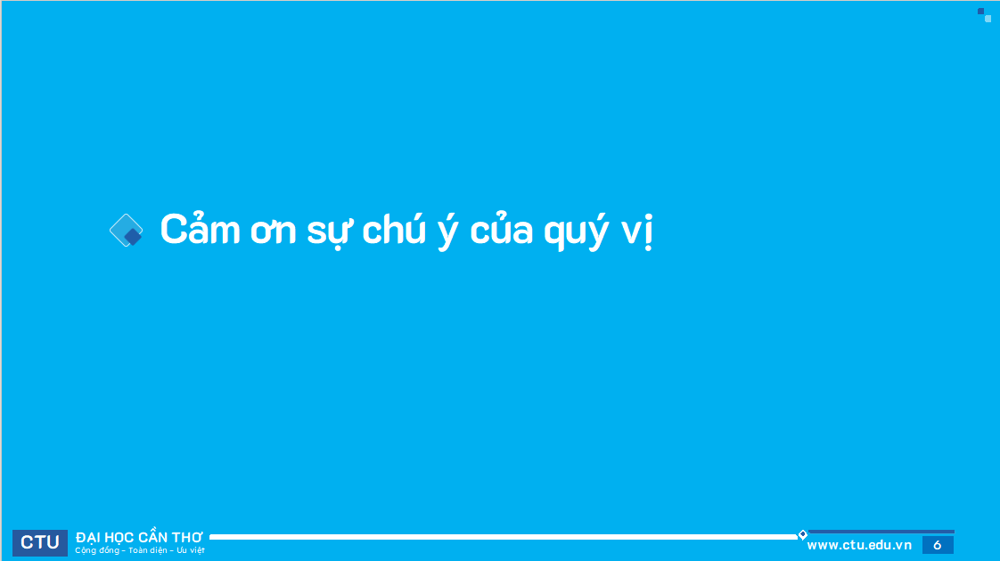 Cảm ơn sự chú ý của quý vị
CTU
ĐẠI HỌC CẦN THƠ
Cộng đồng – Toàn diện – Ưu việt
www.ctu.edu.vn
6